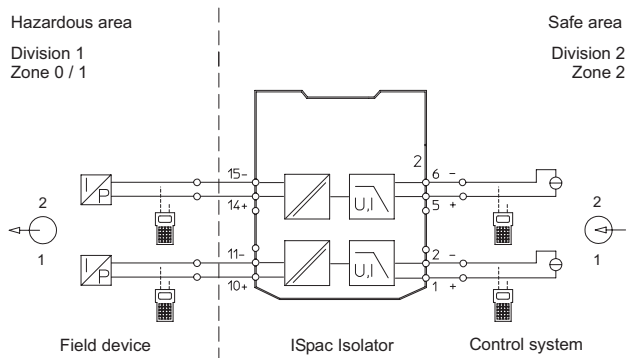 Hazardous area
Safe area
Division 1
Zone 0 / 1
Division 2
Zone 2
2
15-
6 -
I
P
U,I
14+
5 +
2
1
2
1
11-
2 -
I
P
U,I
10+
1 +
Field device
ISpac Isolator
Control system